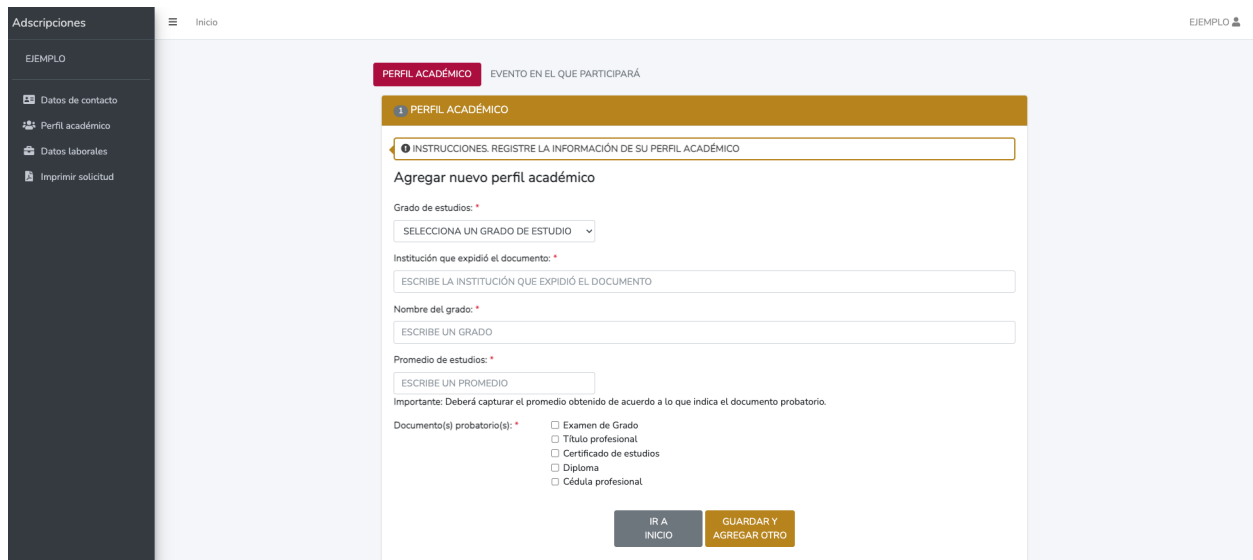 Adscripciones
Inicio
EJEMPLO
EJEMPLO
Datos de contacto
Perfil académico
Datos laborales
Imprimir solicitud
PERFIL ACADÉMICO
EVENTO EN EL QUE PARTICIPARÁ
1 PERFIL ACADÉMICO
INSTRUCCIONES. REGISTRE LA INFORMACIÓN DE SU PERFIL ACADÉMICO
Agregar nuevo perfil académico
Grado de estudios: *
SELECCIONA UN GRADO DE ESTUDIO
Institución que expidió el documento: *
ESCRIBE LA INSTITUCIÓN QUE EXPIDIÓ EL DOCUMENTO
Nombre del grado: *
ESCRIBE UN GRADO
Promedio de estudios: *
ESCRIBE UN PROMEDIO
Importante: Deberá capturar el promedio obtenido de acuerdo a lo que indica el documento probatorio.
Documento(s) probatorio(s): *
Examen de Grado
Título profesional
Certificado de estudios
Diploma
Cédula profesional
IR A
INICIO
GUARDAR Y
AGREGAR OTRO